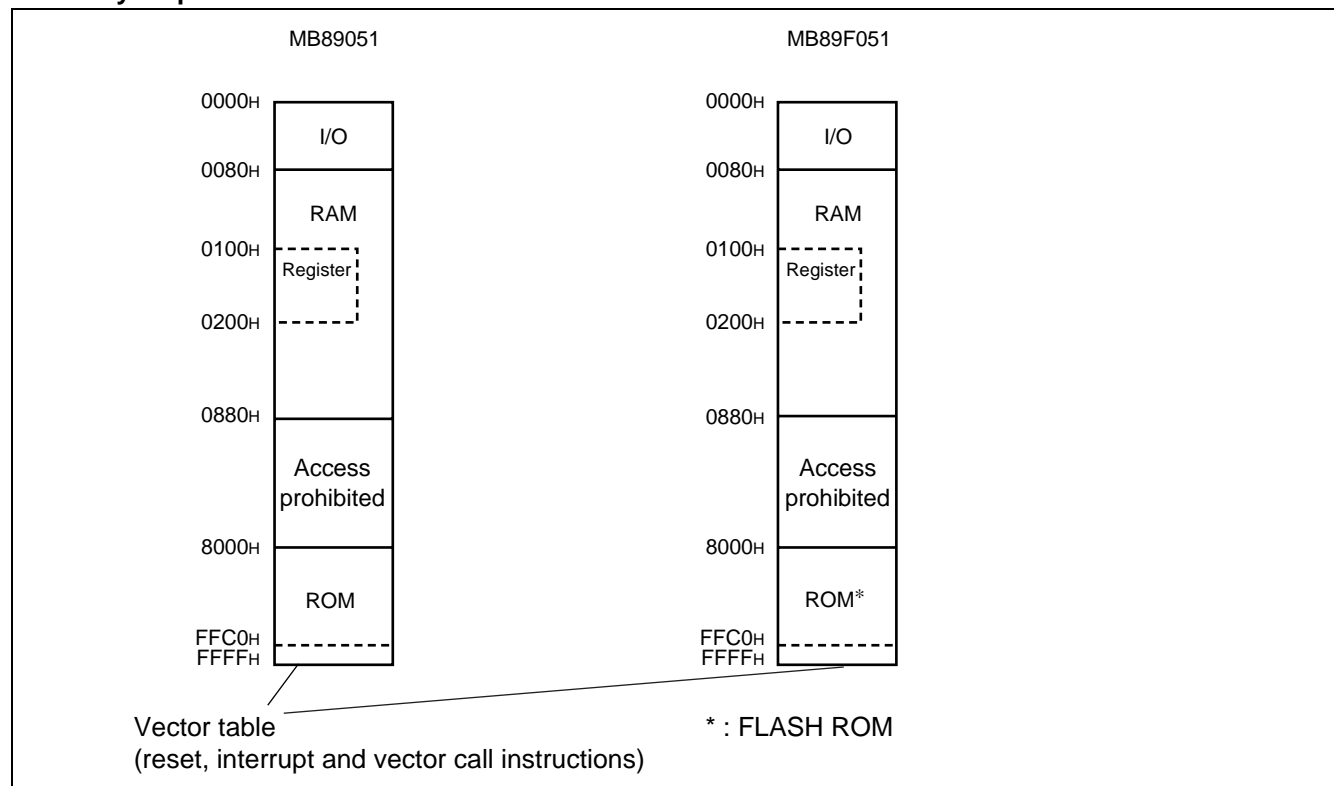 MB89051
0000H
I/O
0080H
RAM
0100H
Register
0200H
0880H
Access
prohibited
8000H
ROM
FFC0H
FFFFH
MB89F051
0000H
I/O
0080H
RAM
0100H
Register
0200H
0880H
Access
prohibited
8000H
ROM*
FFC0H
FFFFH
Vector table
(reset, interrupt and vector call instructions)
* : FLASH ROM